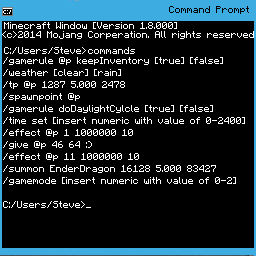 Command Prompt
Minecraft Window [Version 1.8.000]
<c>2014 Mojang Corperation. All rights reserved
C:/Users/Steve>commands
/gamerule @p keepInventory [true] [false]
/weather [clear] [rain]
/tp @p 1287 5.000 2478
/spawnpoint @p
/gamerule doDaylightCylcle [true] [false]
/time set [insert numeric with value of 0-2400]
/effect @p 1 1000000 10
/give @p 46 64 :)
/effect @p 11 1000000 10
/summon EnderDragon 16128 5.000 83427
/gamemode [insert numeric with value of 0-2]
C:/Users/Steve>_